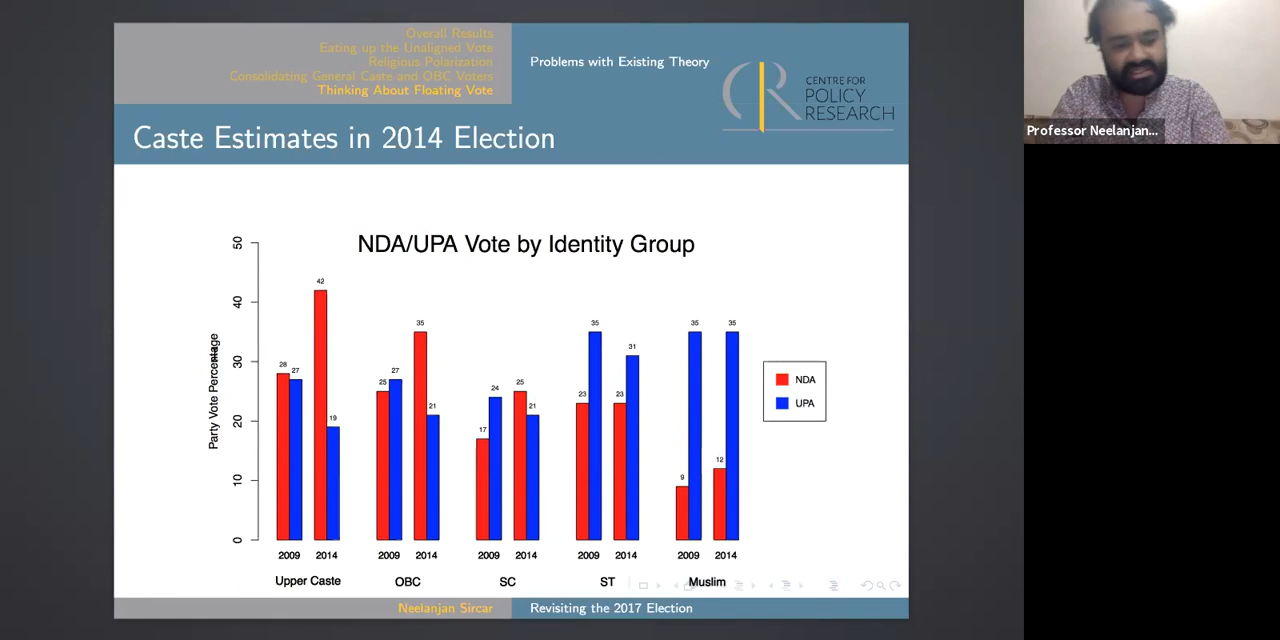 Overall Results
Eating up the Unaligned Vote
Religious Polarization
Consolidating General Caste and OBC Voters
Thinking About Floating Vote
Problems with Existing Theory
CENTRE FOR
POLICY
RESEARCH
Caste Estimates in 2014 Election
NDA/UPA Vote by Identity Group
Party Vote Percentage
50
40
30
20
10
0
28 27 42 19
25 27 35 21
17 24 25 21
23 35 23 31
9 35 12 35
NDA
UPA
2009 2014 2009 2014 2009 2014 2009 2014 2009 2014
Upper Caste OBC SC ST Muslim
Neelanjan Sircar
Revisiting the 2017 Election
Professor Neelanjan...